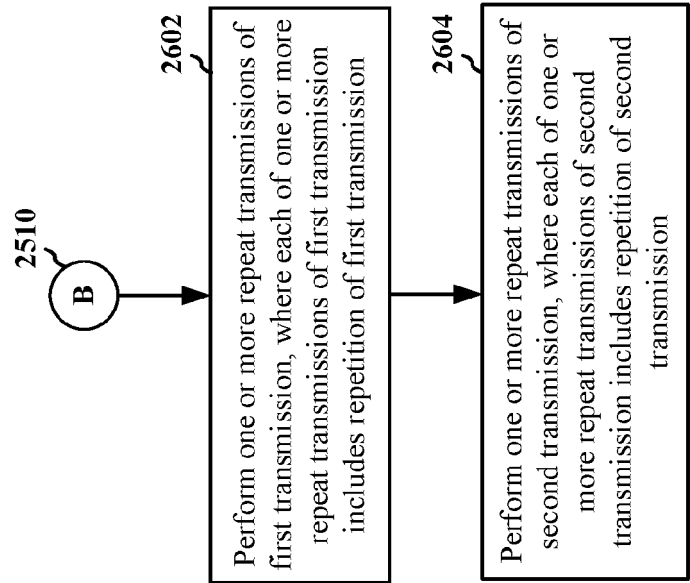 2510
B
2602
Perform one or more repeat transmissions of
first transmission, where each of one or more
repeat transmissions of first transmission
includes repetition of first transmission
2604
Perform one or more repeat transmissions of
second transmission, where each of one or
more repeat transmissions of second
transmission includes repetition of second
transmission